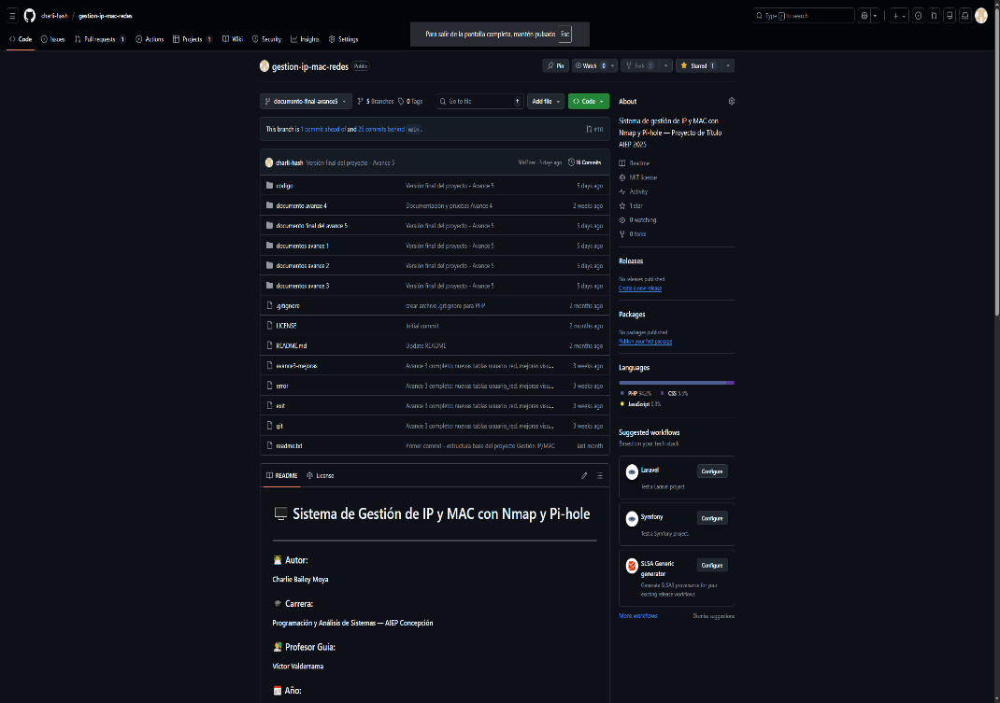 charli-hash / gestion-ip-mac-redes
Type / to search
Code Issues Pull requests 1 Actions Projects 1 Wiki Security Insights Settings
Para salir de la pantalla completa, mantén pulsado Esc
gestion-ip-mac-redes Public
Pin Watch 0 Fork 0 Starred 1
documento-final-avance5 5 Branches 0 Tags Go to file t Add file Code
This branch is 1 commit ahead of and 26 commits behind main . #10
charli-hash Versión final del proyecto - Avance 5 5 days ago 16 Commits
codigo Versión final del proyecto - Avance 5 5 days ago
documento avance 4 Documentación y pruebas Avance 4 2 weeks ago
documento final del avance 5 Versión final del proyecto - Avance 5 5 days ago
documentos avance 1 Versión final del proyecto - Avance 5 5 days ago
documentos avance 2 Versión final del proyecto - Avance 5 5 days ago
documentos avance 3 Versión final del proyecto - Avance 5 5 days ago
.gitignore crear archivo .gitignore para PHP 2 months ago
LICENSE Initial commit 2 months ago
README.md Update README 2 months ago
avance3-mejoras Avance 3 completo: nuevas tablas usuario_red, mejoras visu... 3 weeks ago
error Avance 3 completo: nuevas tablas usuario_red, mejoras visu... 3 weeks ago
exit Avance 3 completo: nuevas tablas usuario_red, mejoras visu... 3 weeks ago
git Avance 3 completo: nuevas tablas usuario_red, mejoras visu... 3 weeks ago
readme.txt Primer commit - estructura base del proyecto Gestión IP/MAC last month
README License
Sistema de Gestión de IP y MAC con Nmap y Pi-hole
Autor:
Charlie Bailey Moya
Carrera:
Programación y Análisis de Sistemas — AIEP Concepción
Profesor Guía:
Víctor Valderrama
Año:
About
Sistema de gestión de IP y MAC con
Nmap y Pi-hole — Proyecto de Título
AIEP 2025
Readme
MIT license
Activity
1 star
0 watching
0 forks
Releases
No releases published
Create a new release
Packages
No packages published
Publish your first package
Languages
PHP 94.2% CSS 5.5%
JavaScript 0.3%
Suggested workflows
Based on your tech stack
Laravel Configure
Test a Laravel project.
Symfony Configure
Test a Symfony project.
SLSA Generic
generator Configure
Generate SLSA3 provenance for your
existing release workflows
More workflows Dismiss suggestions